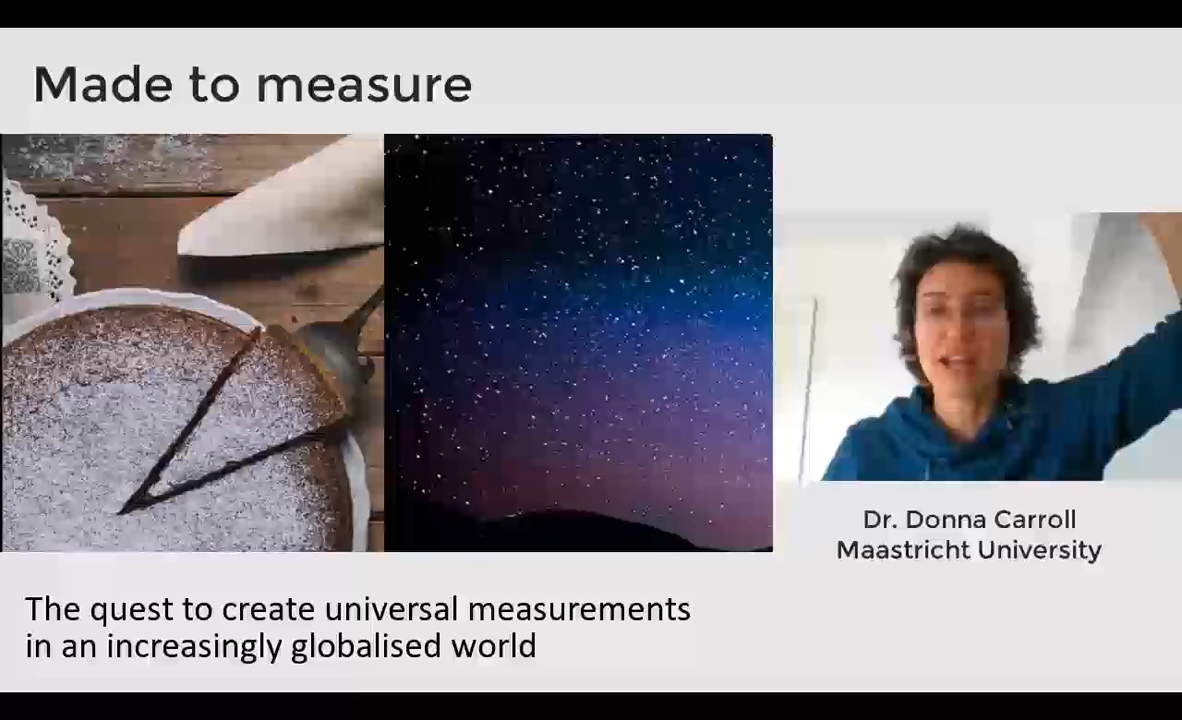 Made to measure
Dr. Donna Carroll
Maastricht University
The quest to create universal measurements
in an increasingly globalised world